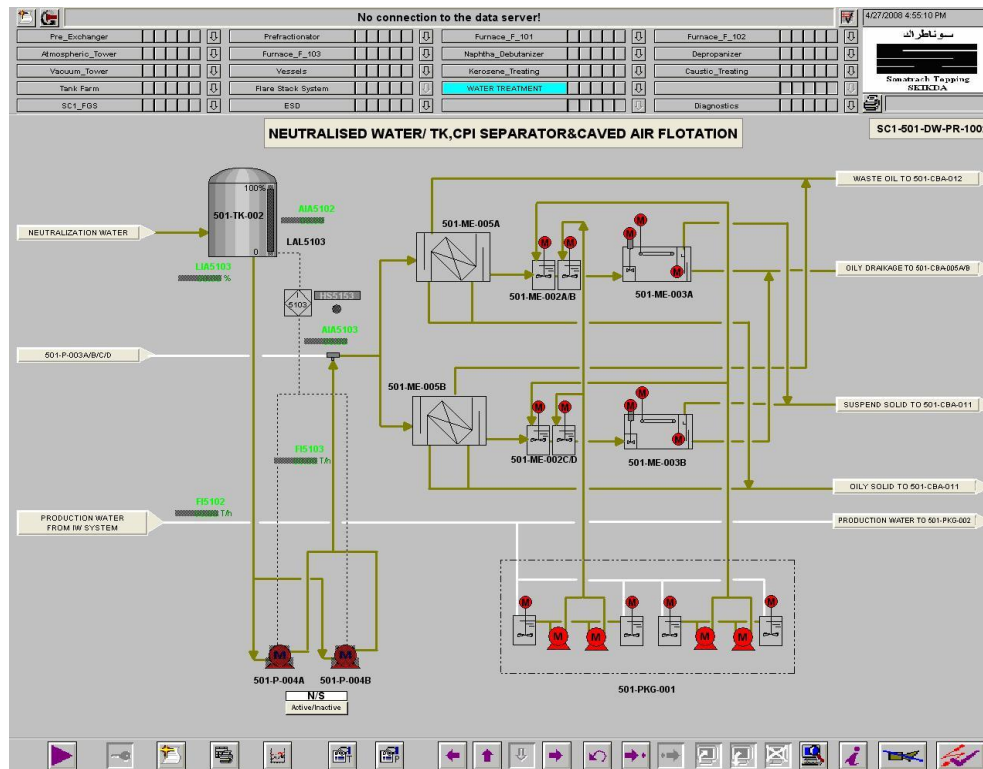 No connection to the data server!
4/27/2008 4:55:10 PM
Pre_Exchanger
Prefractionator
Furnace_F_101
Furnace_F_102
Atmospheric_Tower
Furnace_F_103
Naphtha_Debutanizer
Depropanizer
Vacuum_Tower
Vessels
Kerosene_Treating
Caustic_Treating
Tank Farm
Flare Stack System
WATER TREATMENT
SC1_FGS
ESD
Diagnostics
سوناطراك
Sonatrach Topping
SKIKDA
NEUTRALISED WATER/ TK,CPI SEPARATOR&CAVED AIR FLOTATION
SC1-501-DW-PR-100
WASTE OIL TO 501-CBA-012
100%
501-TK-002
0
AIA5102
LAL5103
NEUTRALIZATION WATER
LIA5103
%
501-ME-005A
M
M
M
M
M
501-ME-002A/B
501-ME-003A
OILY DRAIKAGE TO 501-CBA-005A/B
5103
HS5153
AIA5103
501-P-003A/B/C/D
501-ME-005B
M
M
M
M
501-ME-002C/D
501-ME-003B
SUSPEND SOLID TO 501-CBA-011
FI5103
T/h
OILY SOLID TO 501-CBA-011
FI5102
T/h
PRODUCTION WATER
FROM IW SYSTEM
PRODUCTION WATER TO 501-PKG-002
M
M
M
M
M
M
M
M
501-PKG-001
M
M
501-P-004A
501-P-004B
N/S
Active/Inactive
T
P
i